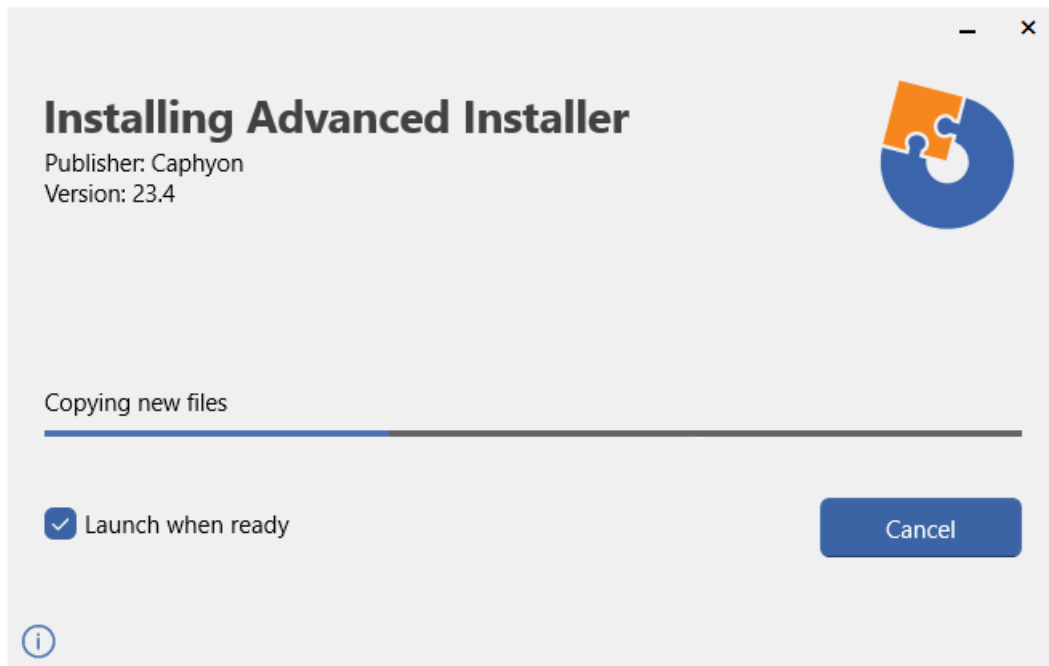 Installing Advanced Installer
Publisher: Caphyon
Version: 23.4
Copying new files
Launch when ready
Cancel